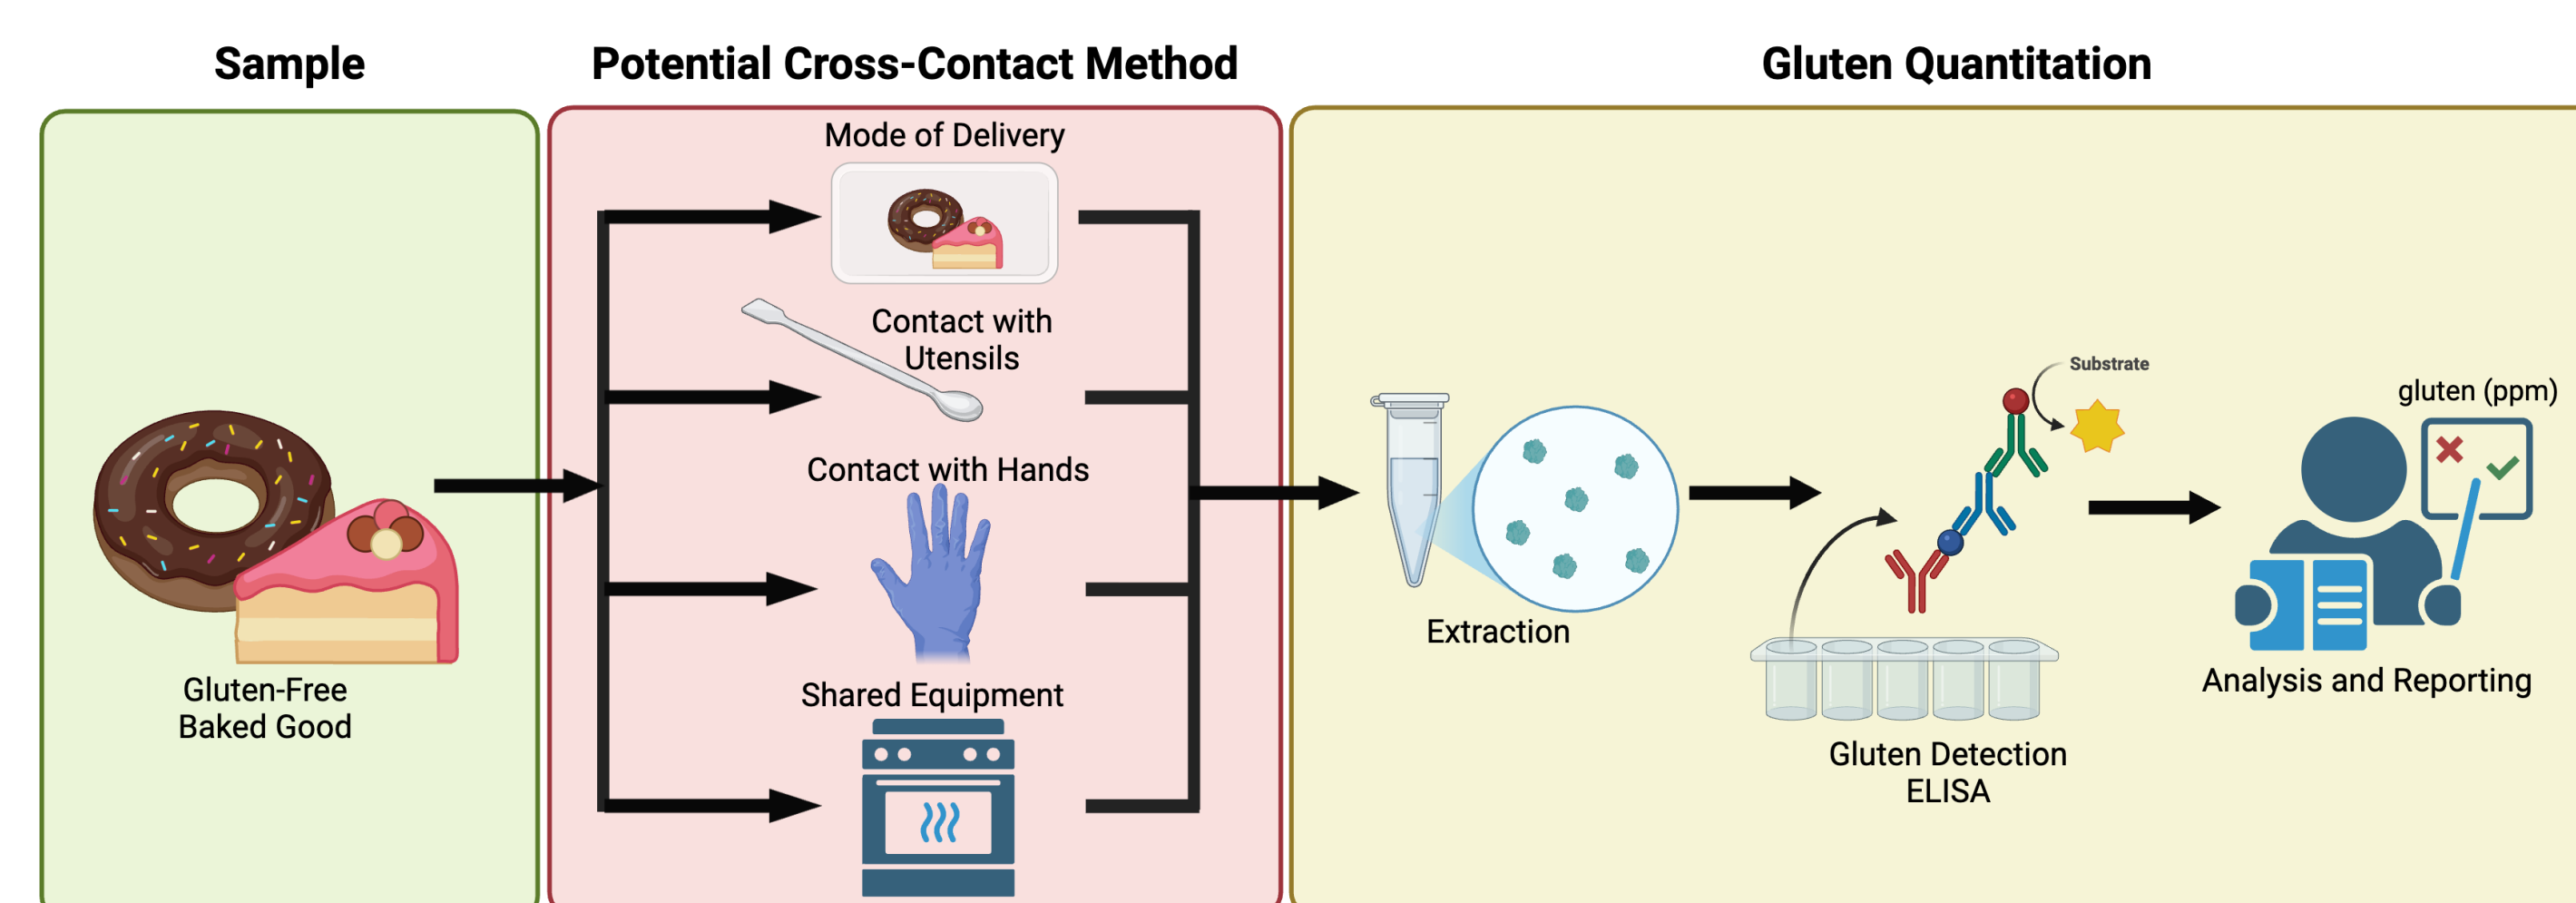 Sample
Potential Cross-Contact Method
Gluten Quantitation
Gluten-Free
Baked Good
Mode of Delivery
Contact with
Utensils
Contact with Hands
Shared Equipment
Extraction
Substrate
Gluten Detection
ELISA
gluten (ppm)
Analysis and Reporting